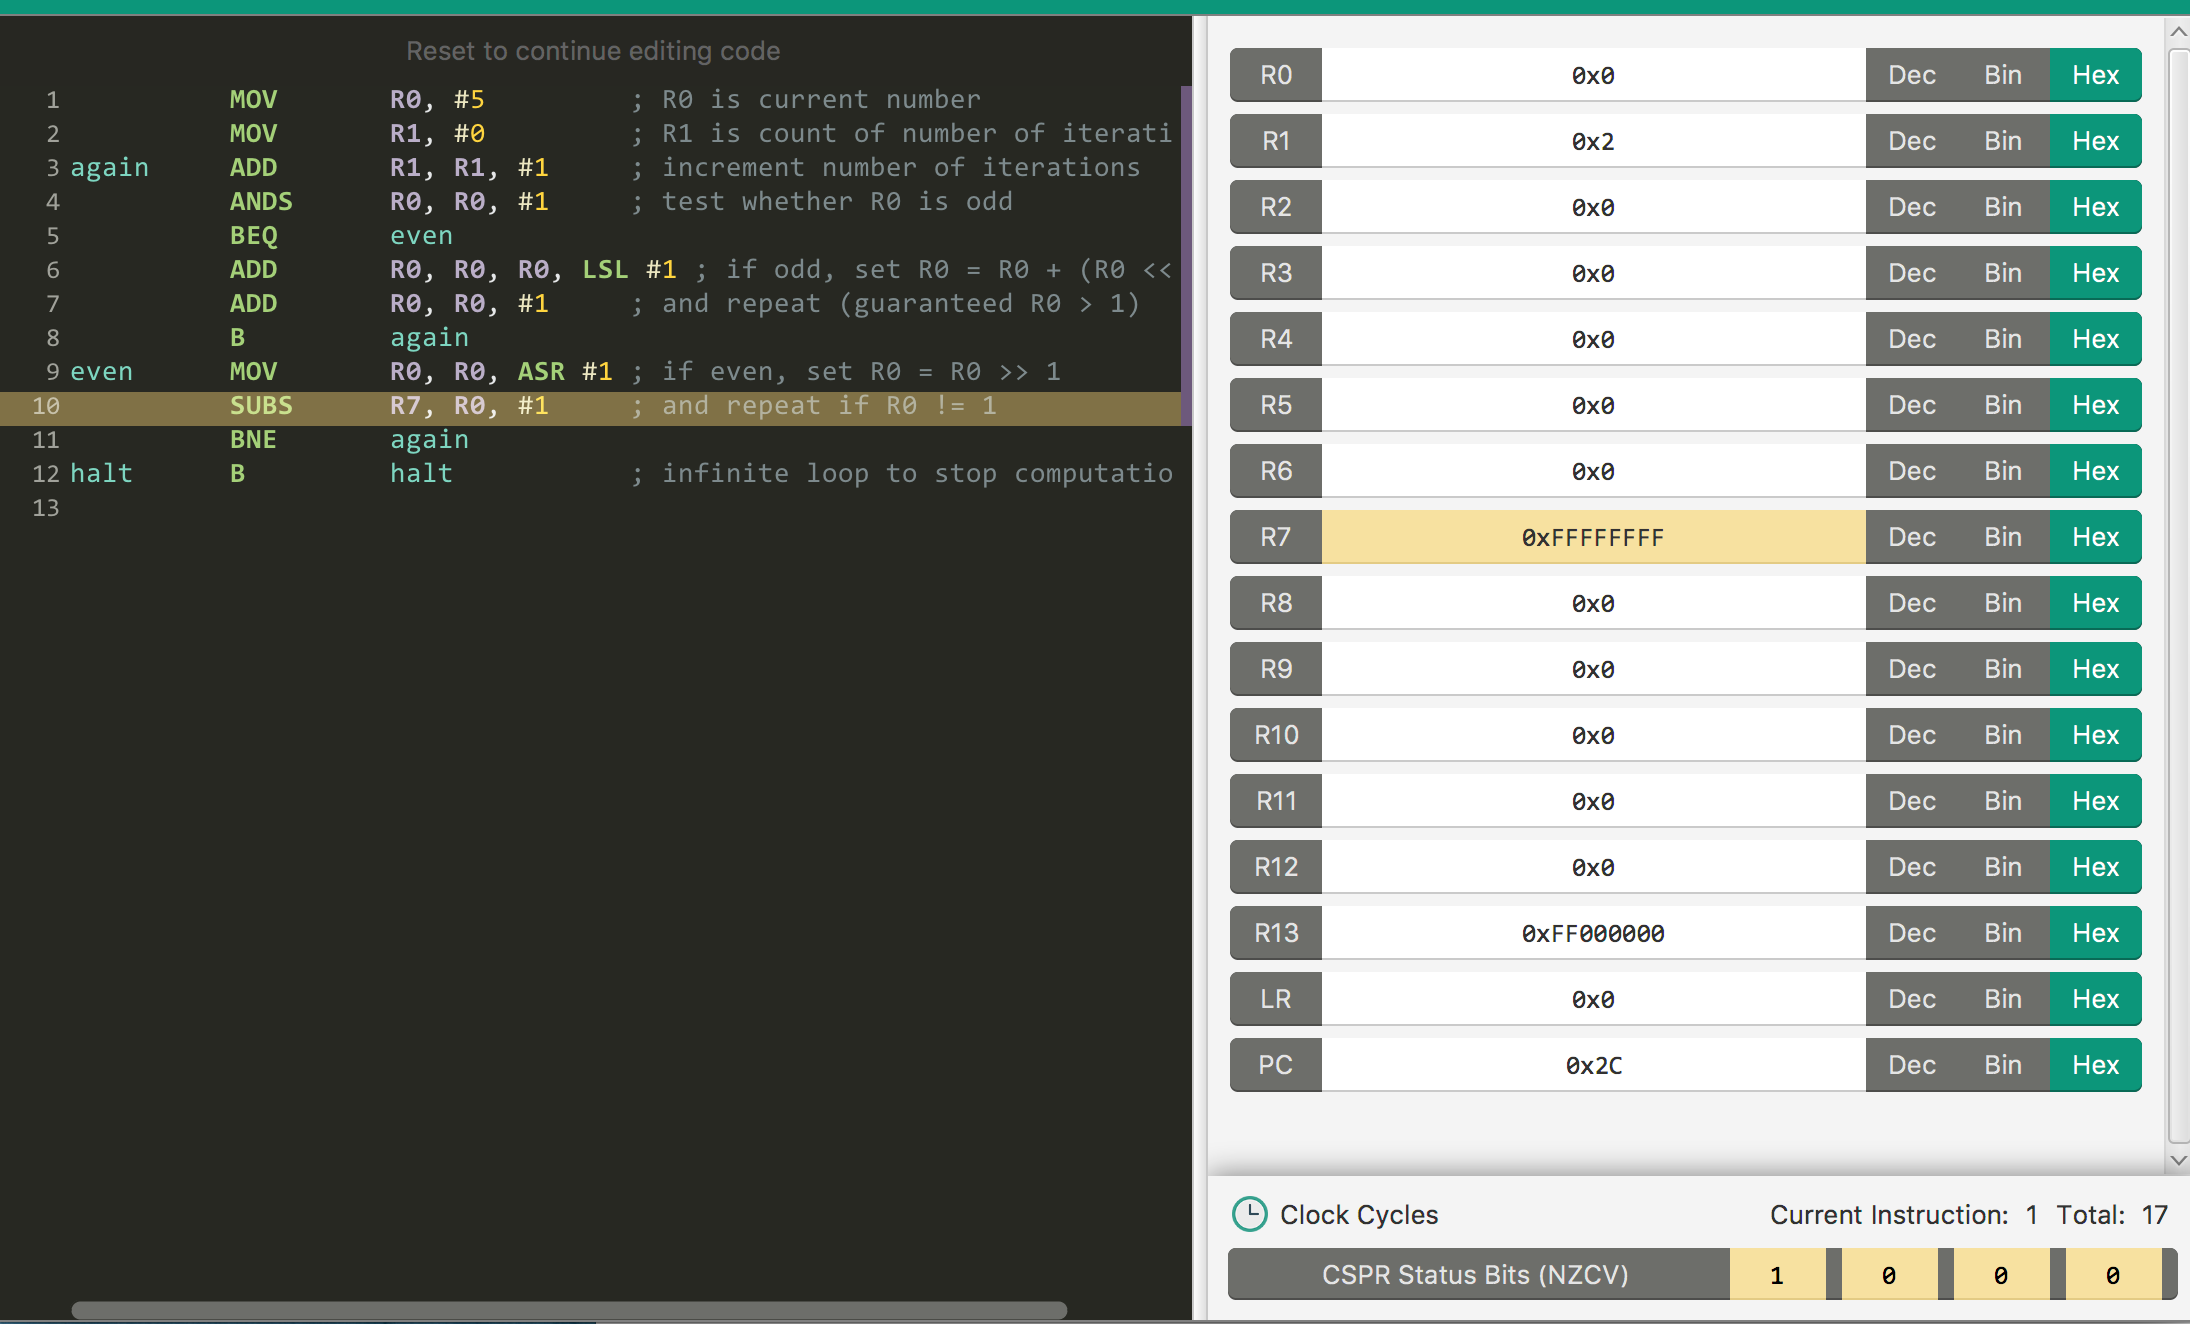 Reset to continue editing code
1 MOV R0, #5 ; R0 is current number
2 MOV R1, #0 ; R1 is count of number of iterati
3 again ADD R1, R1, #1 ; increment number of iterations
4 ANDS R0, R0, #1 ; test whether R0 is odd
5 BEQ even
6 ADD R0, R0, R0, LSL #1 ; if odd, set R0 = R0 + (R0 <<
7 ADD R0, R0, #1 ; and repeat (guaranteed R0 > 1)
8 B again
9 even MOV R0, R0, ASR #1 ; if even, set R0 = R0 >> 1
10 SUBS R7, R0, #1 ; and repeat if R0 != 1
11 BNE again
12 halt B halt ; infinite loop to stop computatio
13
R0 0x0 Dec Bin Hex
R1 0x2 Dec Bin Hex
R2 0x0 Dec Bin Hex
R3 0x0 Dec Bin Hex
R4 0x0 Dec Bin Hex
R5 0x0 Dec Bin Hex
R6 0x0 Dec Bin Hex
R7 0xFFFFFFFF Dec Bin Hex
R8 0x0 Dec Bin Hex
R9 0x0 Dec Bin Hex
R10 0x0 Dec Bin Hex
R11 0x0 Dec Bin Hex
R12 0x0 Dec Bin Hex
R13 0xFF000000 Dec Bin Hex
LR 0x0 Dec Bin Hex
PC 0x2C Dec Bin Hex
Clock Cycles Current Instruction: 1 Total: 17
CSPR Status Bits (NZCV) 1 0 0 0